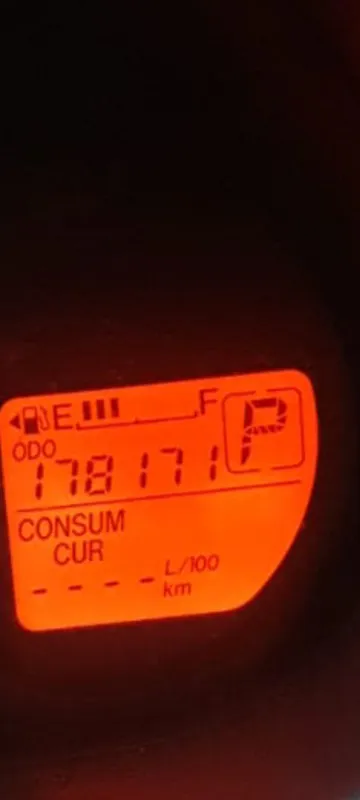 E F P
ODO
178171
CONSUM
CUR
---- L/100
km